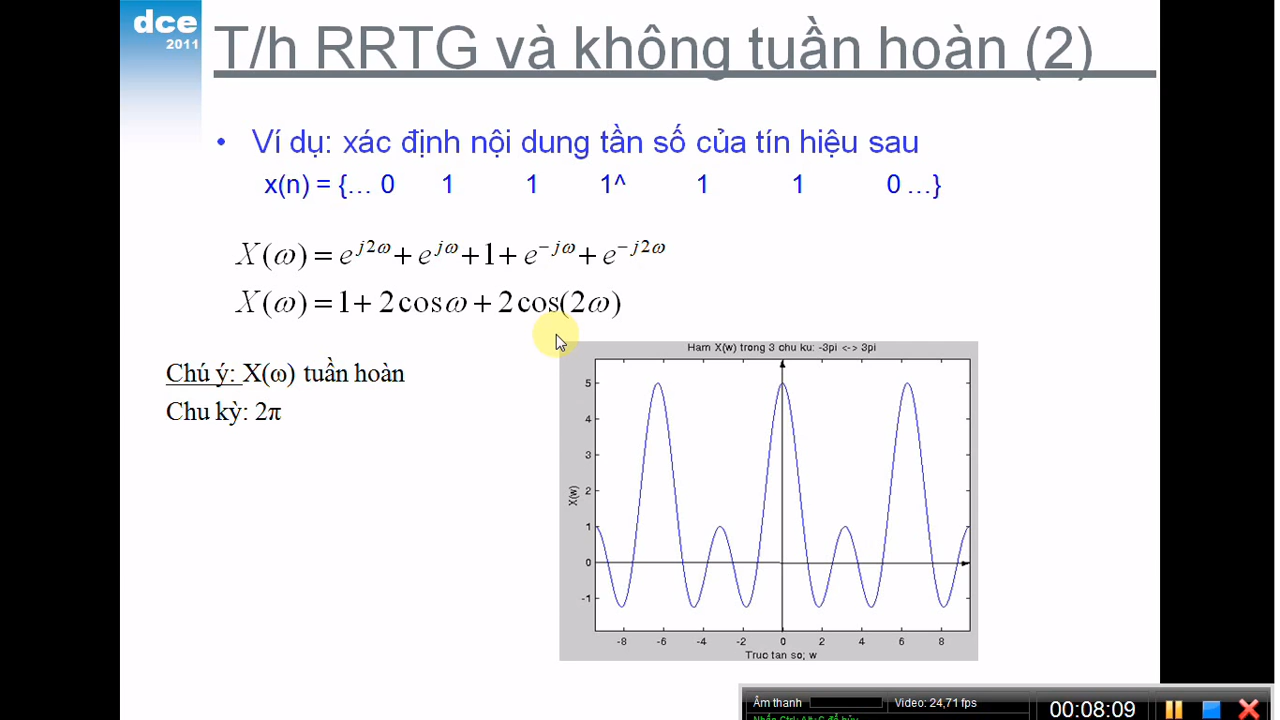 dce
2011
T/h RRTG và không tuần hoàn (2)
• Ví dụ: xác định nội dung tần số của tín hiệu sau
x(n) = {… 0 1 1 1^ 1 1 0 …}
X(ω) = e^{j2ω} + e^{jω} + 1 + e^{−jω} + e^{−j2ω}
X(ω) = 1 + 2cosω + 2cos(2ω)
Chú ý: X(ω) tuần hoàn
Chu kỳ: 2π
Ham X(w) trong 3 chu ku: -3pi <-> 3pi
5
4
3
2
1
0
-1
X(w)
-8 -6 -4 -2 0 2 4 6 8
Truc tan so; w
Âm thanh
Video: 24,71 fps
00:08:09